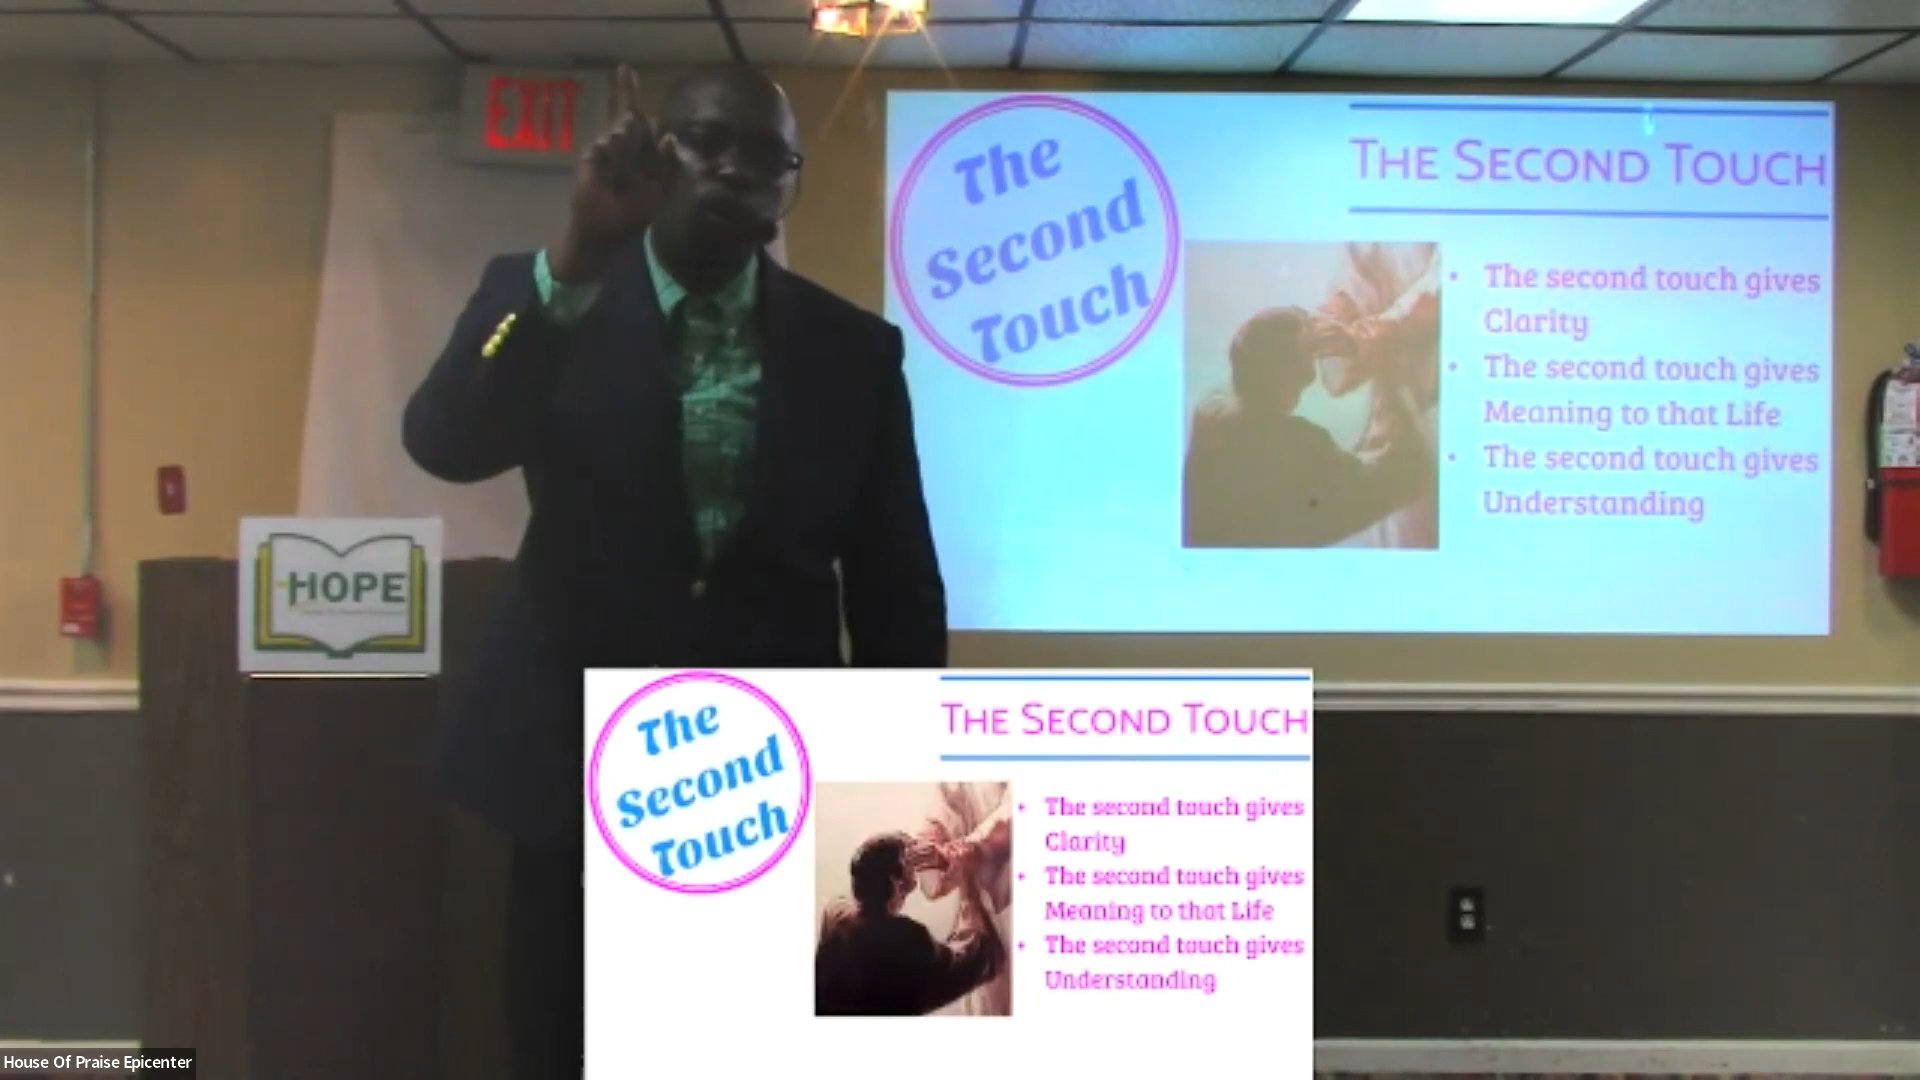 EXIT
The
Second
Touch
THE SECOND TOUCH
• The second touch gives
Clarity
• The second touch gives
Meaning to that Life
• The second touch gives
Understanding
HOPE
The
Second
Touch
THE SECOND TOUCH
• The second touch gives
Clarity
• The second touch gives
Meaning to that Life
• The second touch gives
Understanding
House Of Praise Epicenter